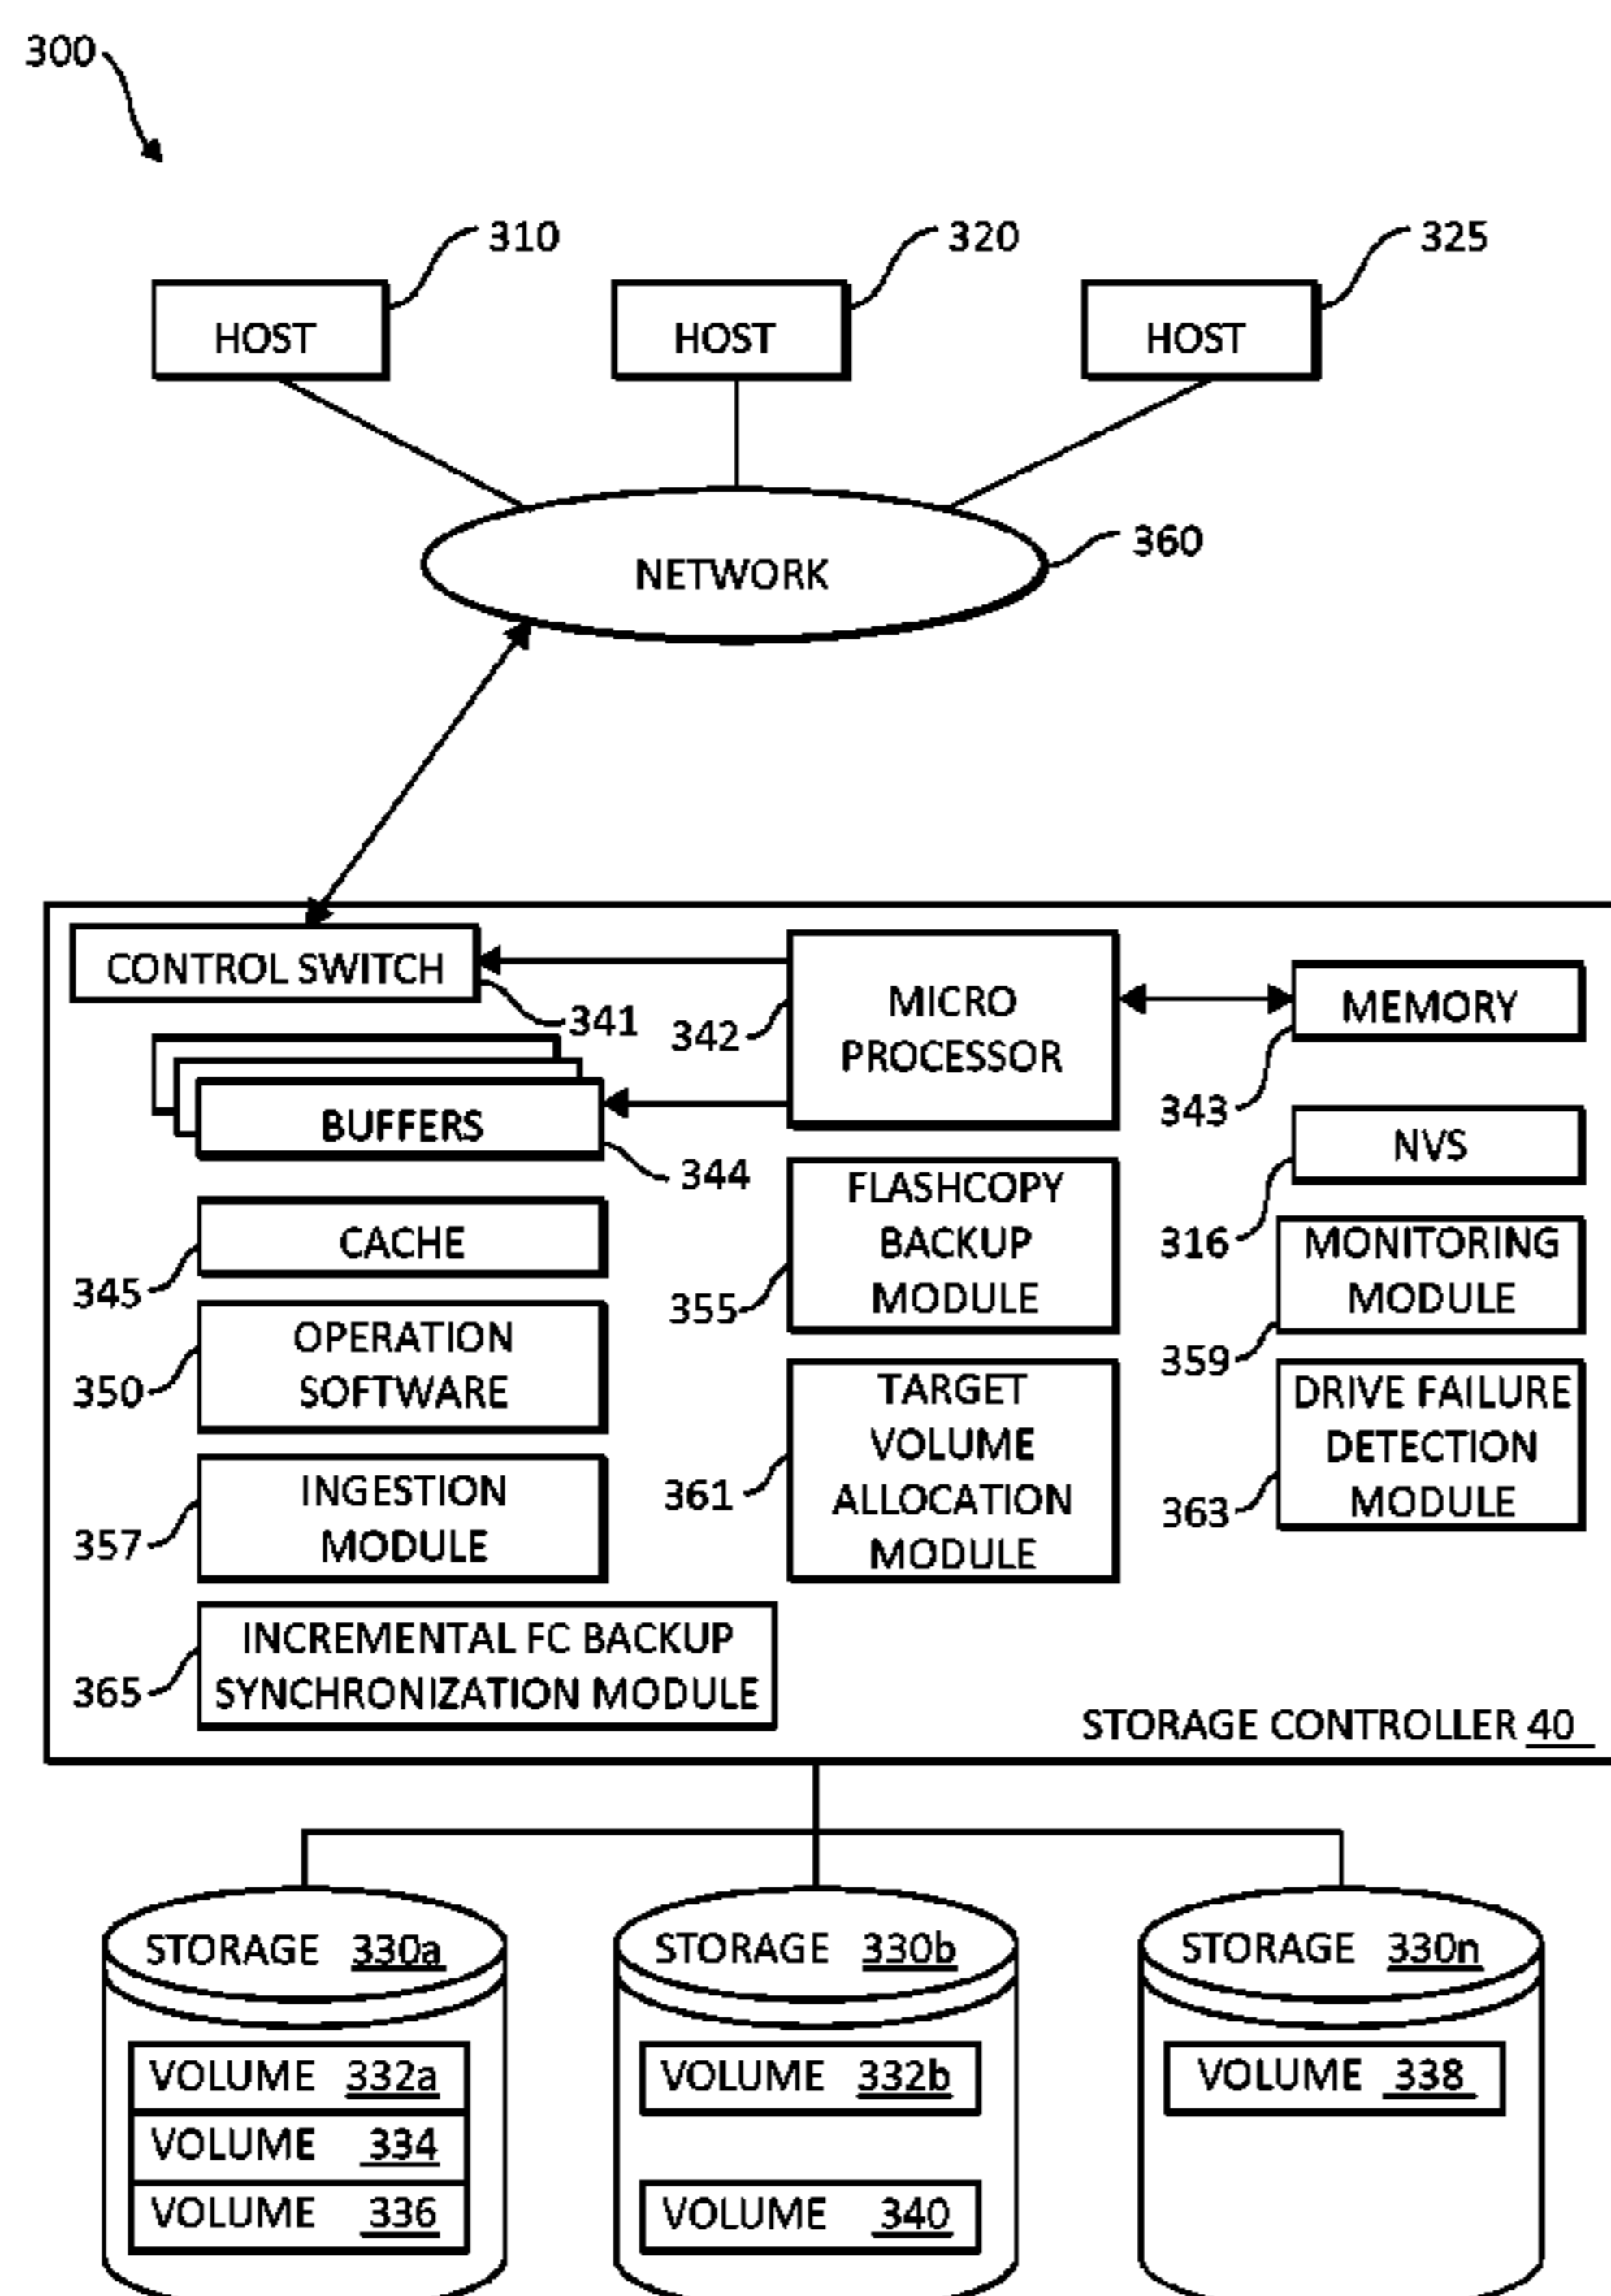 300
310
320
325
HOST
HOST
HOST
360
NETWORK
CONTROL SWITCH
341
342
MICRO
PROCESSOR
MEMORY
343
BUFFERS
344
NVS
316
CACHE
345
FLASHCOPY
BACKUP
MODULE
355
MONITORING
MODULE
359
OPERATION
SOFTWARE
350
TARGET
VOLUME
ALLOCATION
MODULE
361
DRIVE FAILURE
DETECTION
MODULE
363
INGESTION
MODULE
357
INCREMENTAL FC BACKUP
SYNCHRONIZATION MODULE
365
STORAGE CONTROLLER 40
STORAGE 330a
STORAGE 330b
STORAGE 330n
VOLUME 332a
VOLUME 334
VOLUME 336
VOLUME 332b
VOLUME 340
VOLUME 338